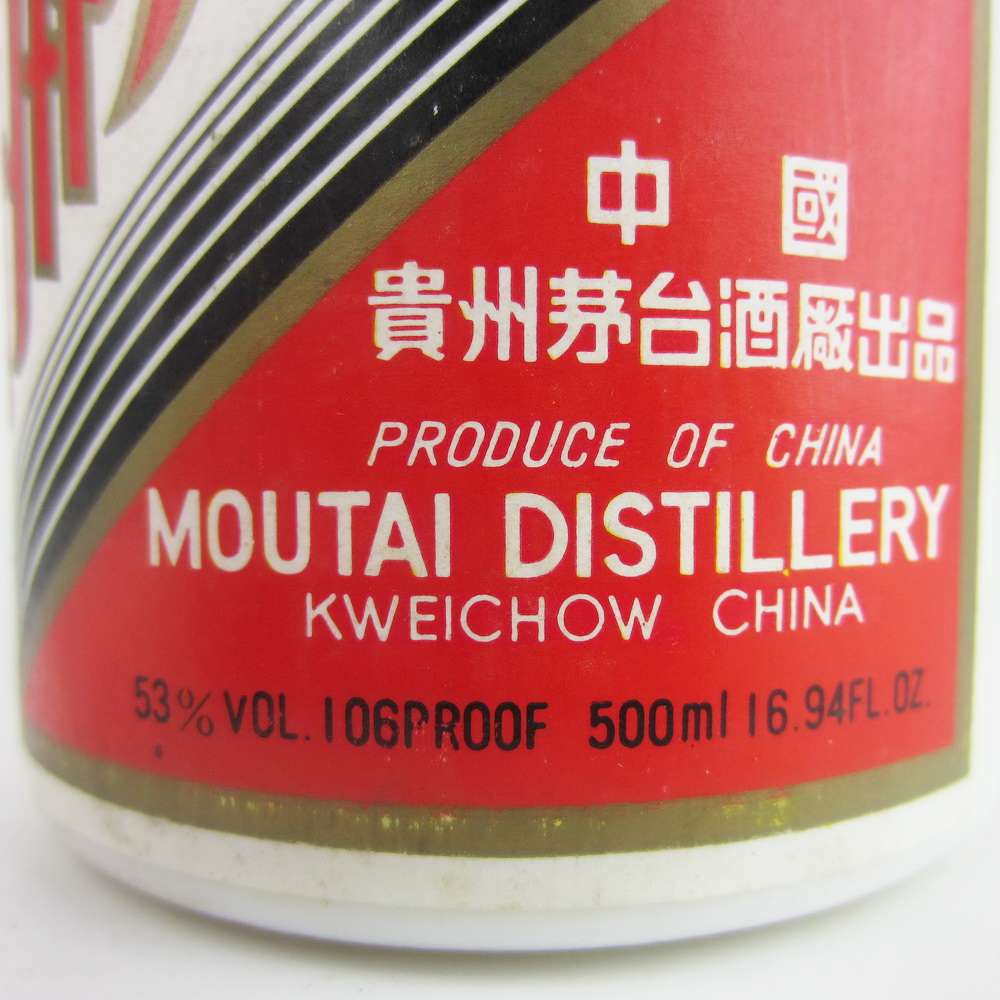 中國
貴州茅台酒廠出品
PRODUCE OF CHINA
MOUTAI DISTILLERY
KWEICHOW CHINA
53% VOL. 106PROOF 500ml 16.94FL.OZ.